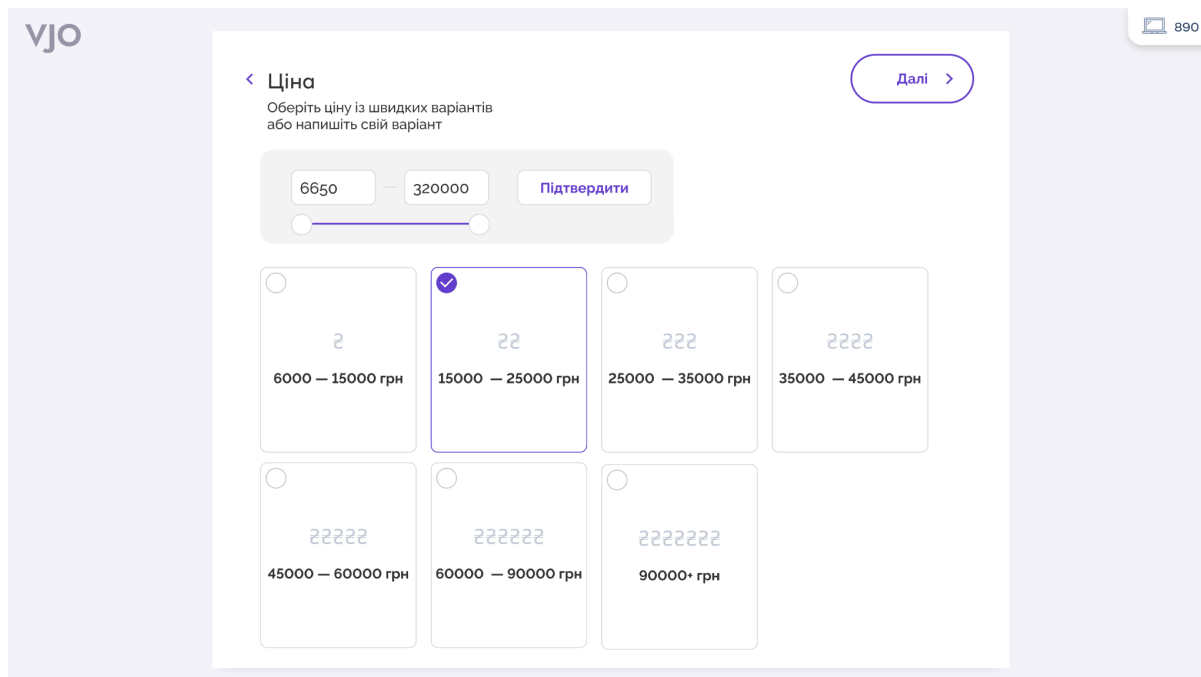 VJO
890
Ціна
Далі
Оберіть ціну із швидких варіантів
або напишіть свій варіант
6650 — 320000
Підтвердити
₴
6000 — 15000 грн
₴₴
15000 — 25000 грн
₴₴₴
25000 — 35000 грн
₴₴₴₴
35000 — 45000 грн
₴₴₴₴₴
45000 — 60000 грн
₴₴₴₴₴₴
60000 — 90000 грн
₴₴₴₴₴₴₴
90000+ грн